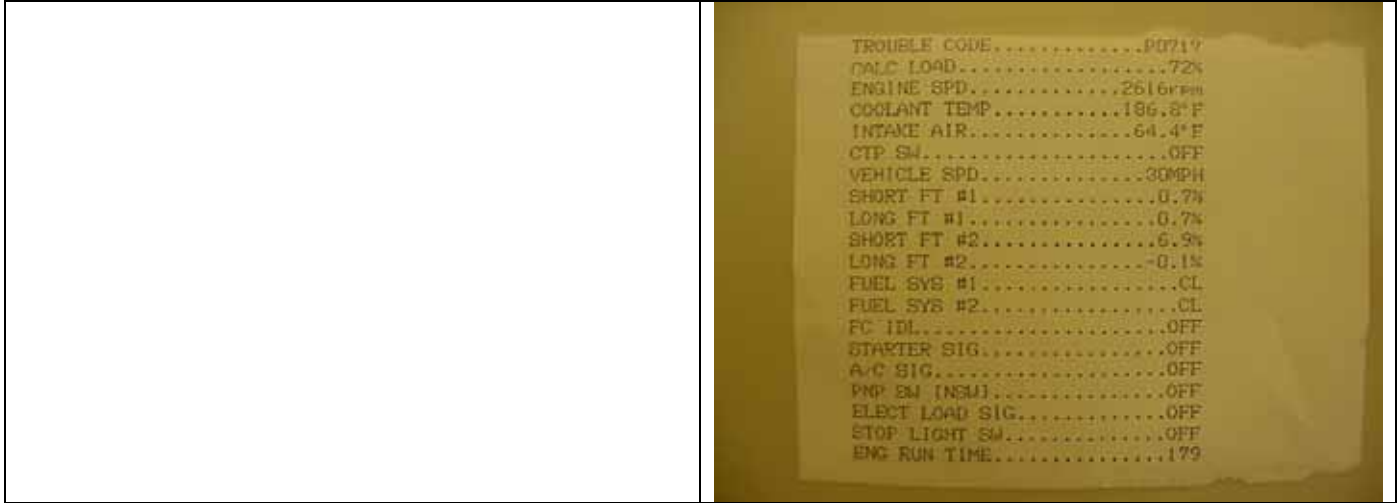 TROUBLE CODE.............P0717
CALC LOAD..................72%
ENGINE SPD.............2616rpm
COOLANT TEMP...........186.8°F
INTAKE AIR..............64.4°F
CTP SW.....................OFF
VEHICLE SPD..............30MPH
SHORT FT #1...............0.7%
LONG FT #1................0.7%
SHORT FT #2...............6.9%
LONG FT #2...............-0.1%
FUEL SYS #1.................CL
FUEL SYS #2.................CL
FC IDL.....................OFF
STARTER SIG................OFF
A/C SIG....................OFF
PNP SW [NSW]...............OFF
ELECT LOAD SIG.............OFF
STOP LIGHT SW..............OFF
ENG RUN TIME...............179